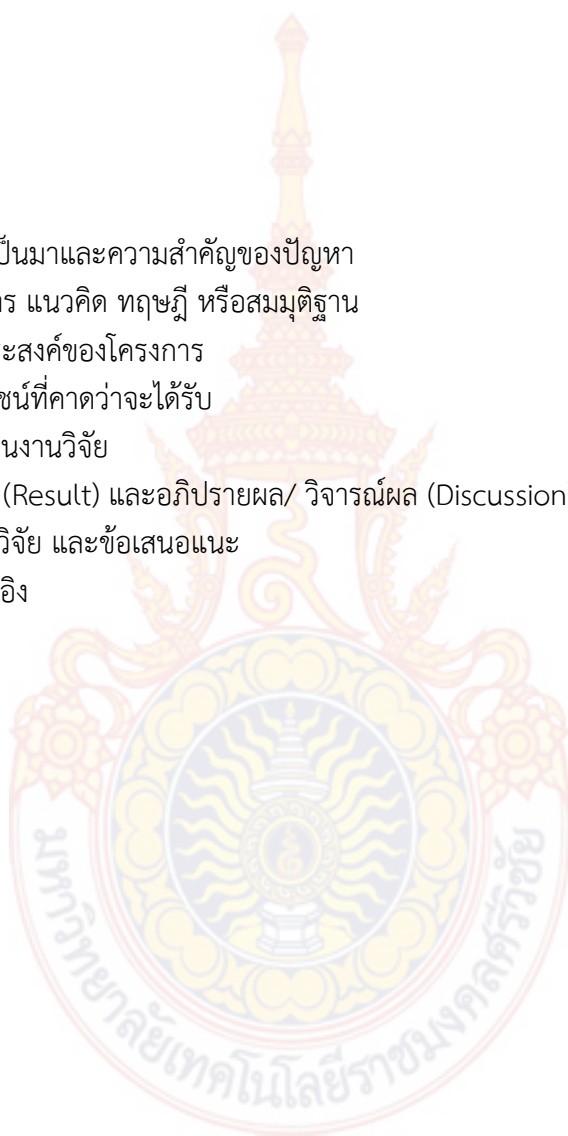 ป็นมาและความสำคัญของปัญหา
าร แนวคิด ทฤษฎี หรือสมมุติฐาน
ะสงค์ของโครงการ
ชน์ที่คาดว่าจะได้รับ
นงานวิจัย
(Result) และอภิปรายผล/ วิจารณ์ผล (Discussion
วิจัย และข้อเสนอแนะ
อิง
มหาวิทยาลัยเทคโนโลยีราชมงคลศรีวิชัย